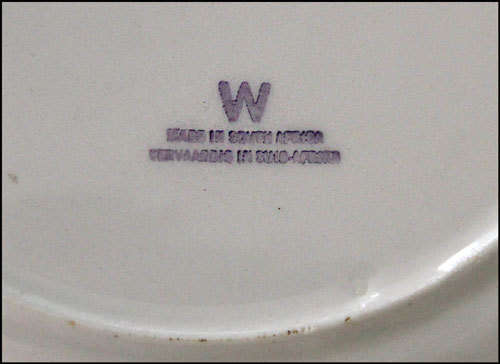 W
MADE IN SOUTH AFRICA
VERVAARDIG IN SUID-AFRIKA